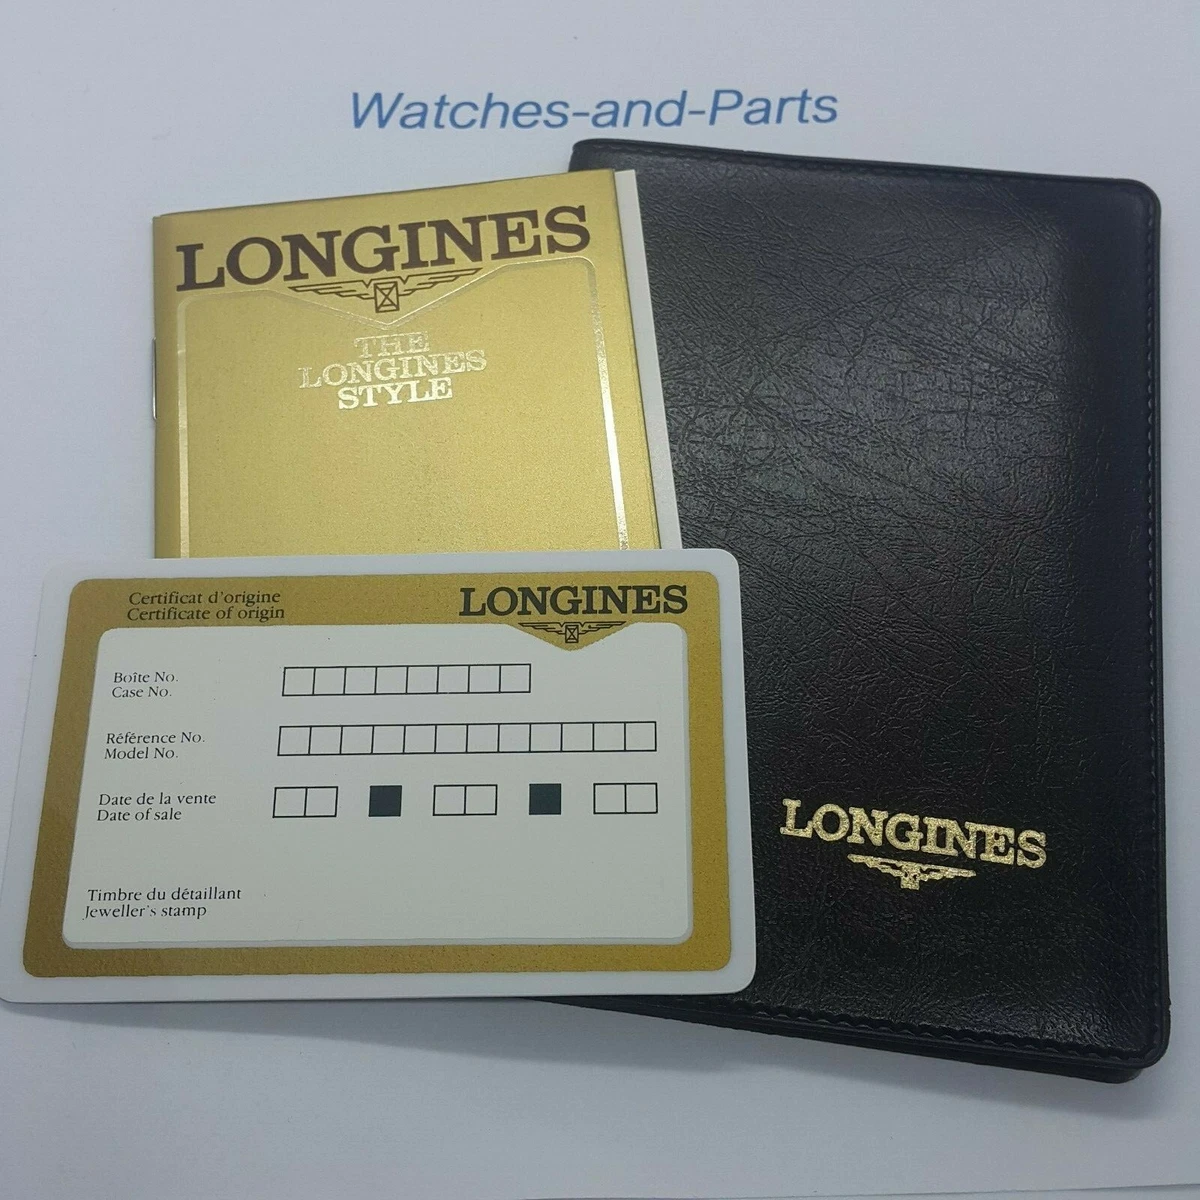 Watches-and-Parts
LONGINES
THE
LONGINES
STYLE
Certificat d'origine
Certificate of origin
LONGINES
Boîte No.
Case No.
Référence No.
Model No.
Date de la vente
Date of sale
Timbre du détaillant
Jeweller's stamp
LONGINES